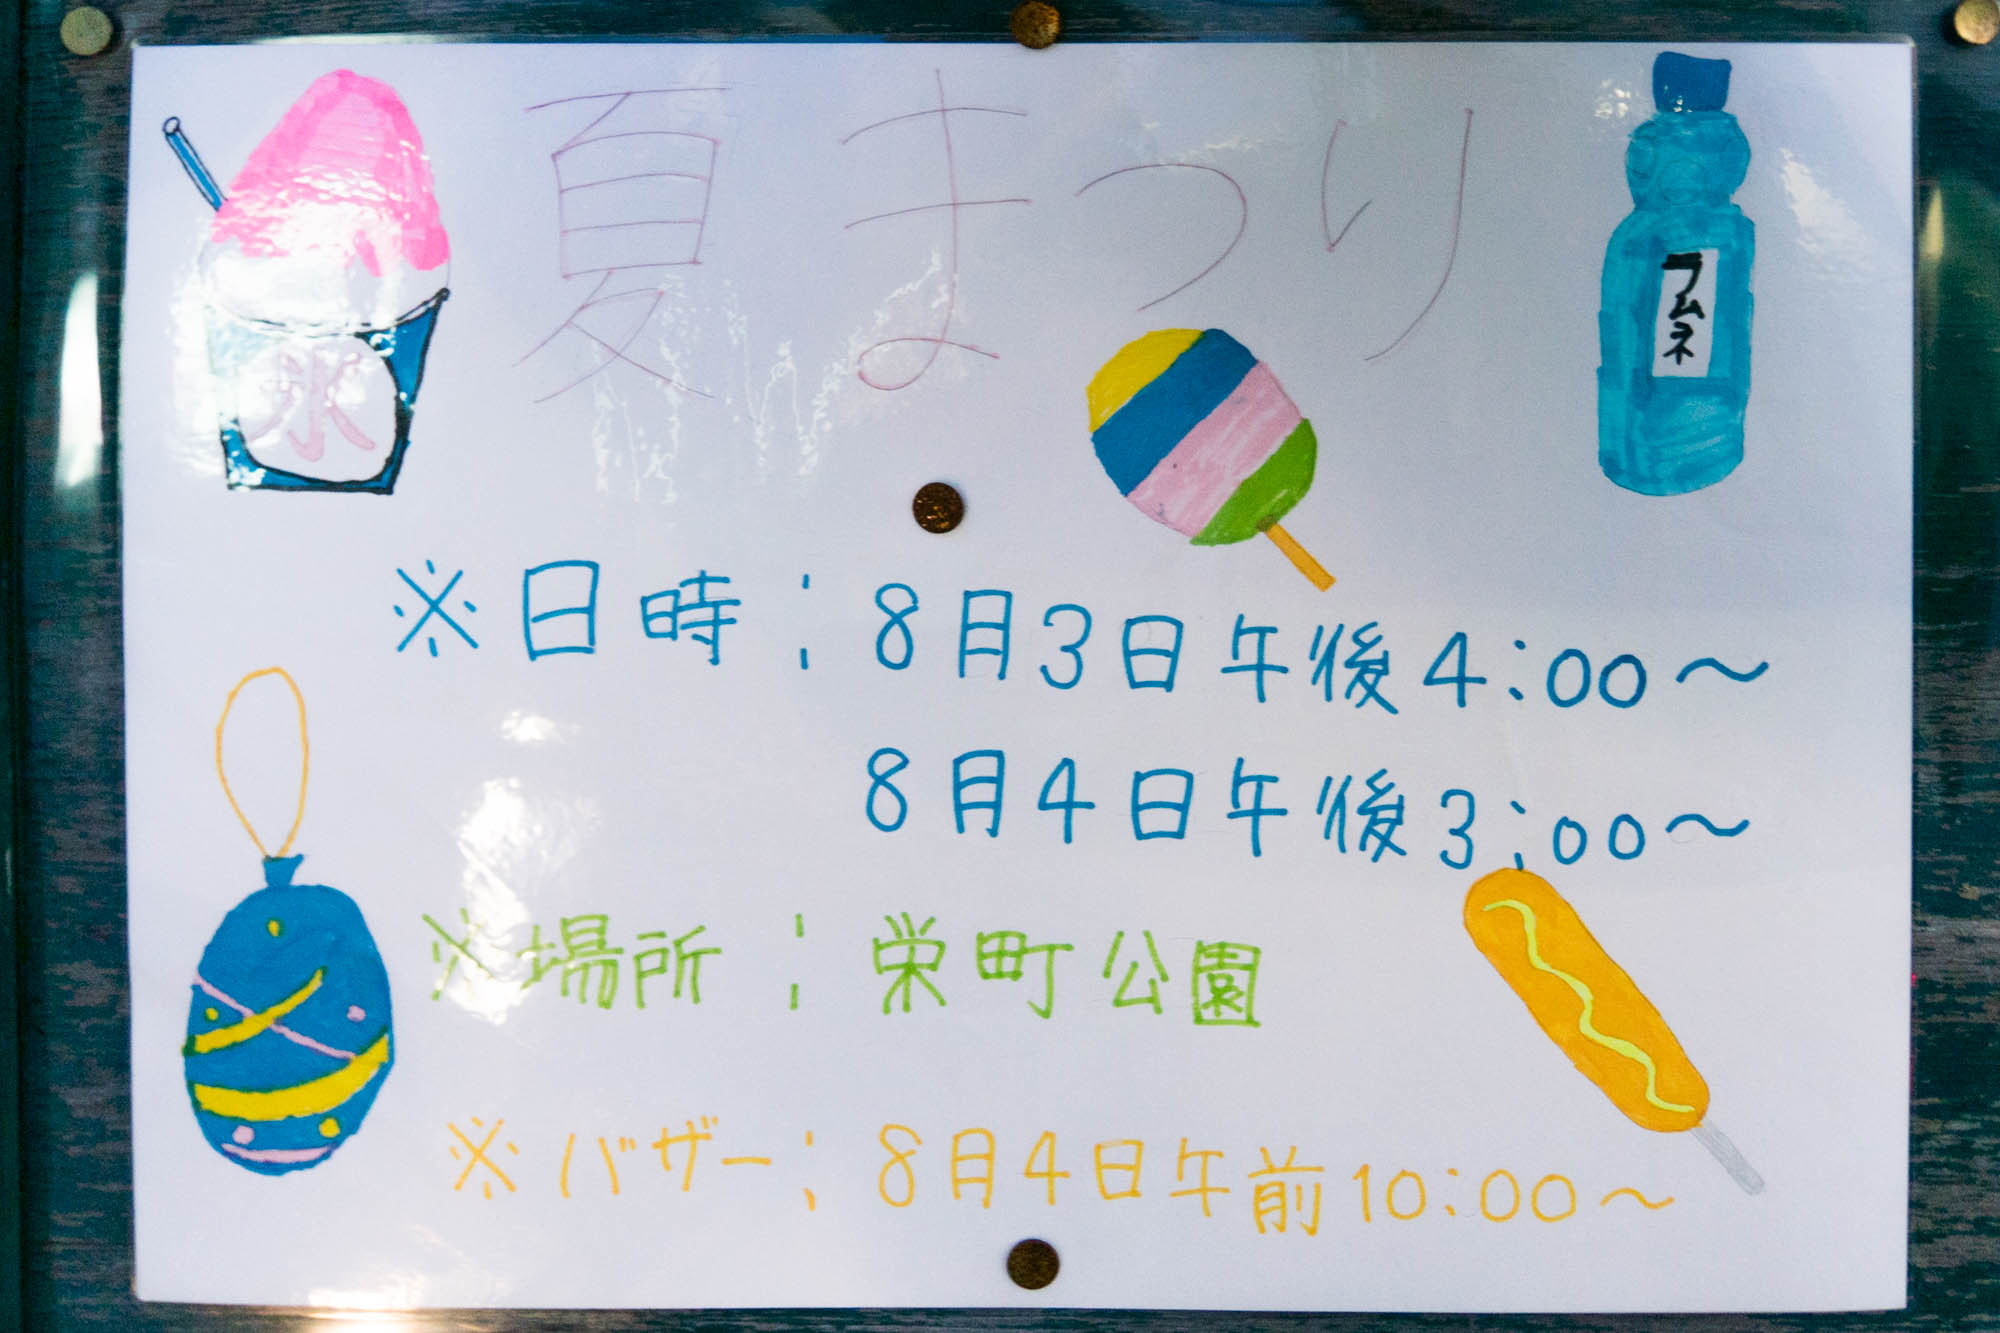 夏まつり
氷
ラムネ
※日時：8月3日午後4:00〜
8月4日午後3:00〜
※場所：栄町公園
※バザー：8月4日午前10:00〜